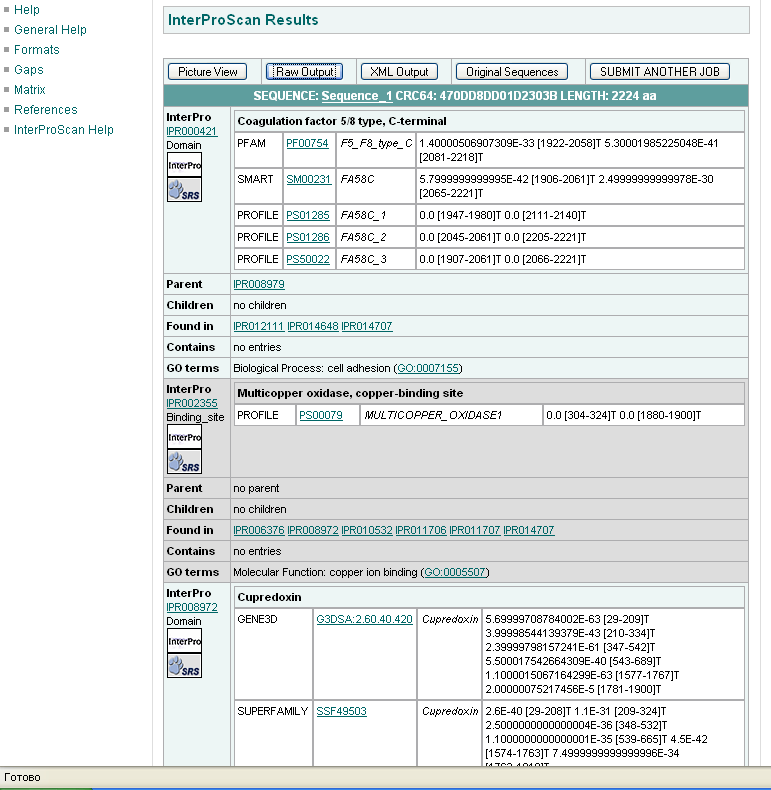 Help
General Help
Formats
Gaps
Matrix
References
InterProScan Help
InterProScan Results
Picture View Raw Output XML Output Original Sequences SUBMIT ANOTHER JOB
SEQUENCE: Sequence_1 CRC64: 470DD8DD01D2303B LENGTH: 2224 aa
InterPro
IPR000421
Domain
InterPro
SRS
Coagulation factor 5/8 type, C-terminal
PFAM PF00754 F5_F8_type_C 1.40000506907309E-33 [1922-2058]T 5.30001985225048E-41
[2081-2218]T
SMART SM00231 FA58C 5.7999999999995E-42 [1906-2061]T 2.49999999999978E-30
[2065-2221]T
PROFILE PS01285 FA58C_1 0.0 [1947-1980]T 0.0 [2111-2140]T
PROFILE PS01286 FA58C_2 0.0 [2045-2061]T 0.0 [2205-2221]T
PROFILE PS50022 FA58C_3 0.0 [1907-2061]T 0.0 [2066-2221]T
Parent IPR008979
Children no children
Found in IPR012111 IPR014648 IPR014707
Contains no entries
GO terms Biological Process: cell adhesion (GO:0007155)
InterPro
IPR002355
Binding_site
InterPro
SRS
Multicopper oxidase, copper-binding site
PROFILE PS00079 MULTICOPPER_OXIDASE1 0.0 [304-324]T 0.0 [1880-1900]T
Parent no parent
Children no children
Found in IPR006376 IPR008972 IPR010532 IPR011706 IPR011707 IPR014707
Contains no entries
GO terms Molecular Function: copper ion binding (GO:0005507)
InterPro
IPR008972
Domain
InterPro
SRS
Cupredoxin
GENE3D G3DSA:2.60.40.420 Cupredoxin 5.69999708784002E-63 [29-209]T
3.99998544139379E-43 [210-334]T
2.39999798157241E-61 [347-542]T
5.500017542664309E-40 [543-689]T
1.1000015067164299E-63 [1577-1767]T
2.00000075217456E-5 [1781-1900]T
SUPERFAMILY SSF49503 Cupredoxin 2.6E-40 [29-208]T 1.1E-31 [209-324]T
2.5000000000000004E-36 [348-532]T
1.1000000000000001E-35 [539-665]T 4.5E-42
[1574-1763]T 7.4999999999999996E-34
Готово